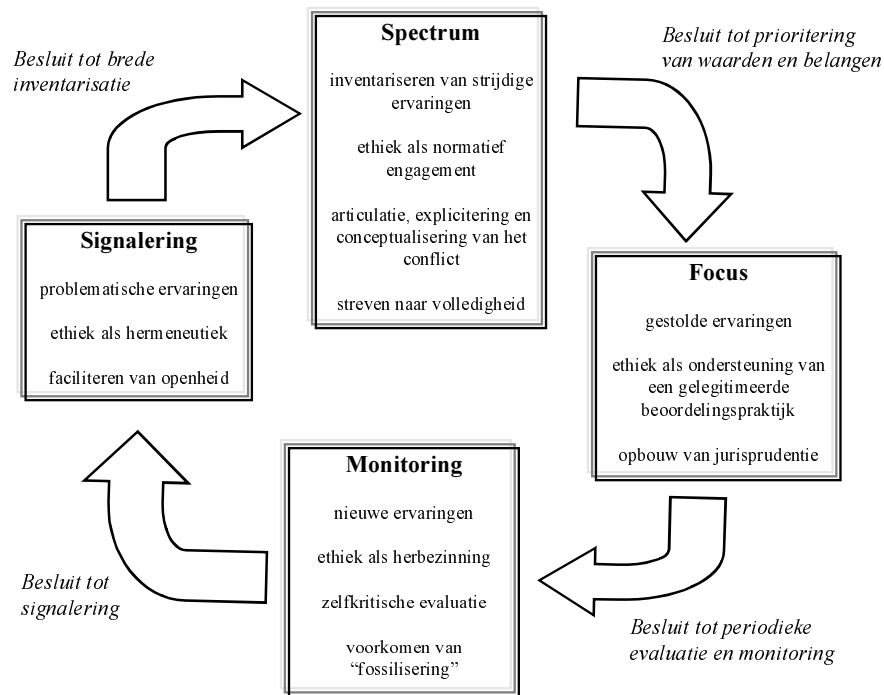 Besluit tot brede
inventarisatie
Spectrum
inventariseren van strijdige
ervaringen
ethiek als normatief
engagement
articulatie, explicitering en
conceptualisering van het
conflict
streven naar volledigheid
Besluit tot prioritering
van waarden en belangen
Signalering
problematische ervaringen
ethiek als hermeneutiek
faciliteren van openheid
Focus
gestolde ervaringen
ethiek als ondersteuning van
een gelegitimeerde
beoordelingspraktijk
opbouw van jurisprudentie
Monitoring
nieuwe ervaringen
ethiek als herbezinning
zelfkritische evaluatie
voorkomen van
“fossilisering”
Besluit tot
signalering
Besluit tot periodieke
evaluatie en monitoring